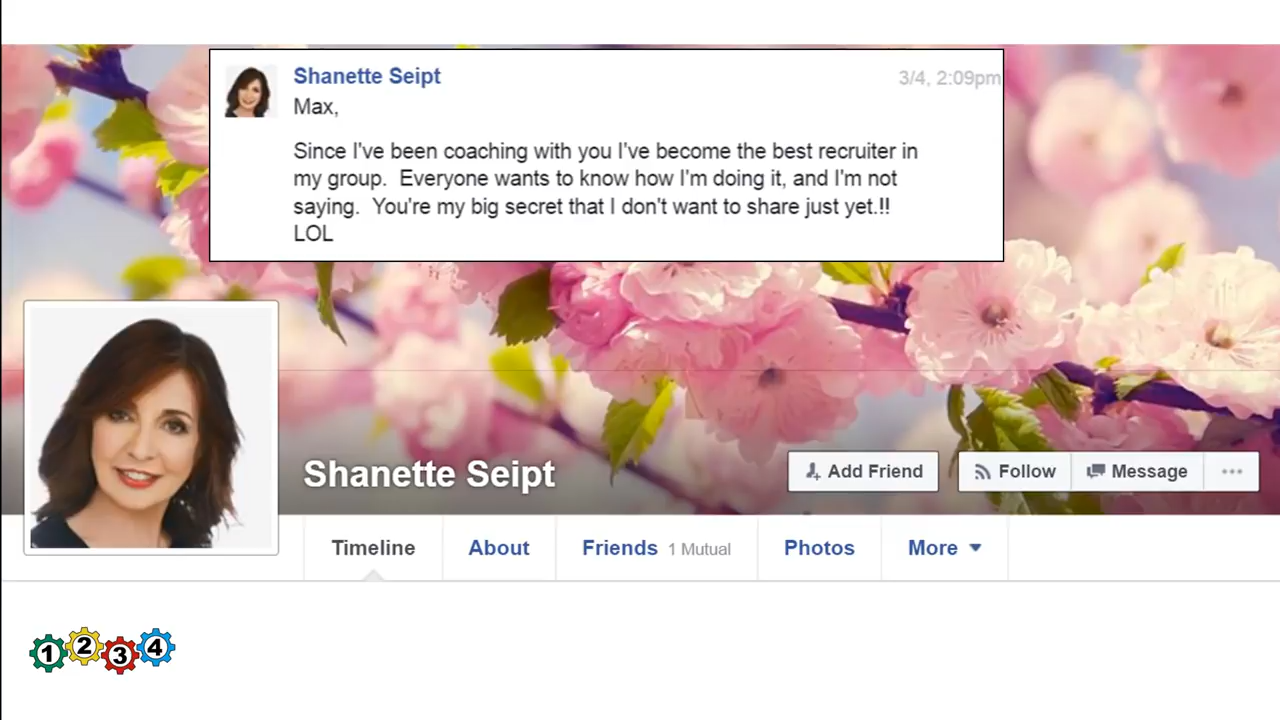 Shanette Seipt
3/4, 2:09pm
Max,
Since I've been coaching with you I've become the best recruiter in
my group.  Everyone wants to know how I'm doing it, and I'm not
saying.  You're my big secret that I don't want to share just yet.!!
LOL
Shanette Seipt
Add Friend
Follow
Message
Timeline
About
Friends 1 Mutual
Photos
More
1 2 3 4